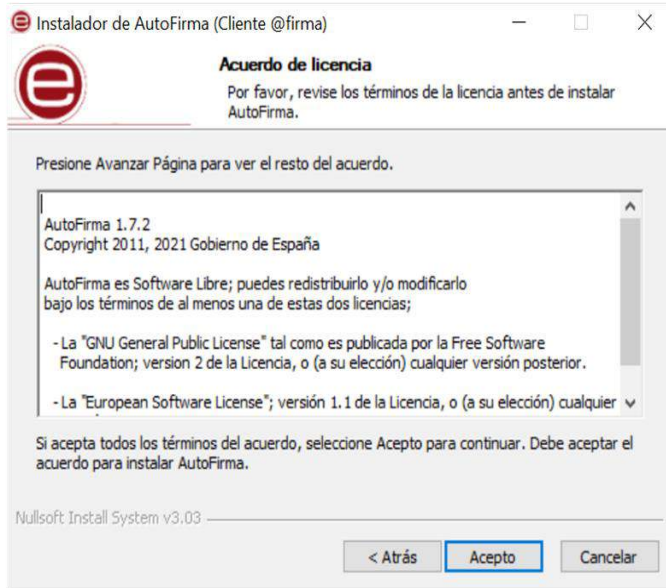 Instalador de AutoFirma (Cliente @firma)
Acuerdo de licencia
Por favor, revise los términos de la licencia antes de instalar
AutoFirma.
Presione Avanzar Página para ver el resto del acuerdo.
AutoFirma 1.7.2
Copyright 2011, 2021 Gobierno de España
AutoFirma es Software Libre; puedes redistribuirlo y/o modificarlo
bajo los términos de al menos una de estas dos licencias;
- La "GNU General Public License" tal como es publicada por la Free Software
Foundation; version 2 de la Licencia, o (a su elección) cualquier versión posterior.
- La "European Software License"; versión 1.1 de la Licencia, o (a su elección) cualquier
Si acepta todos los términos del acuerdo, seleccione Acepto para continuar. Debe aceptar el
acuerdo para instalar AutoFirma.
Nullsoft Install System v3.03
< Atrás
Acepto
Cancelar